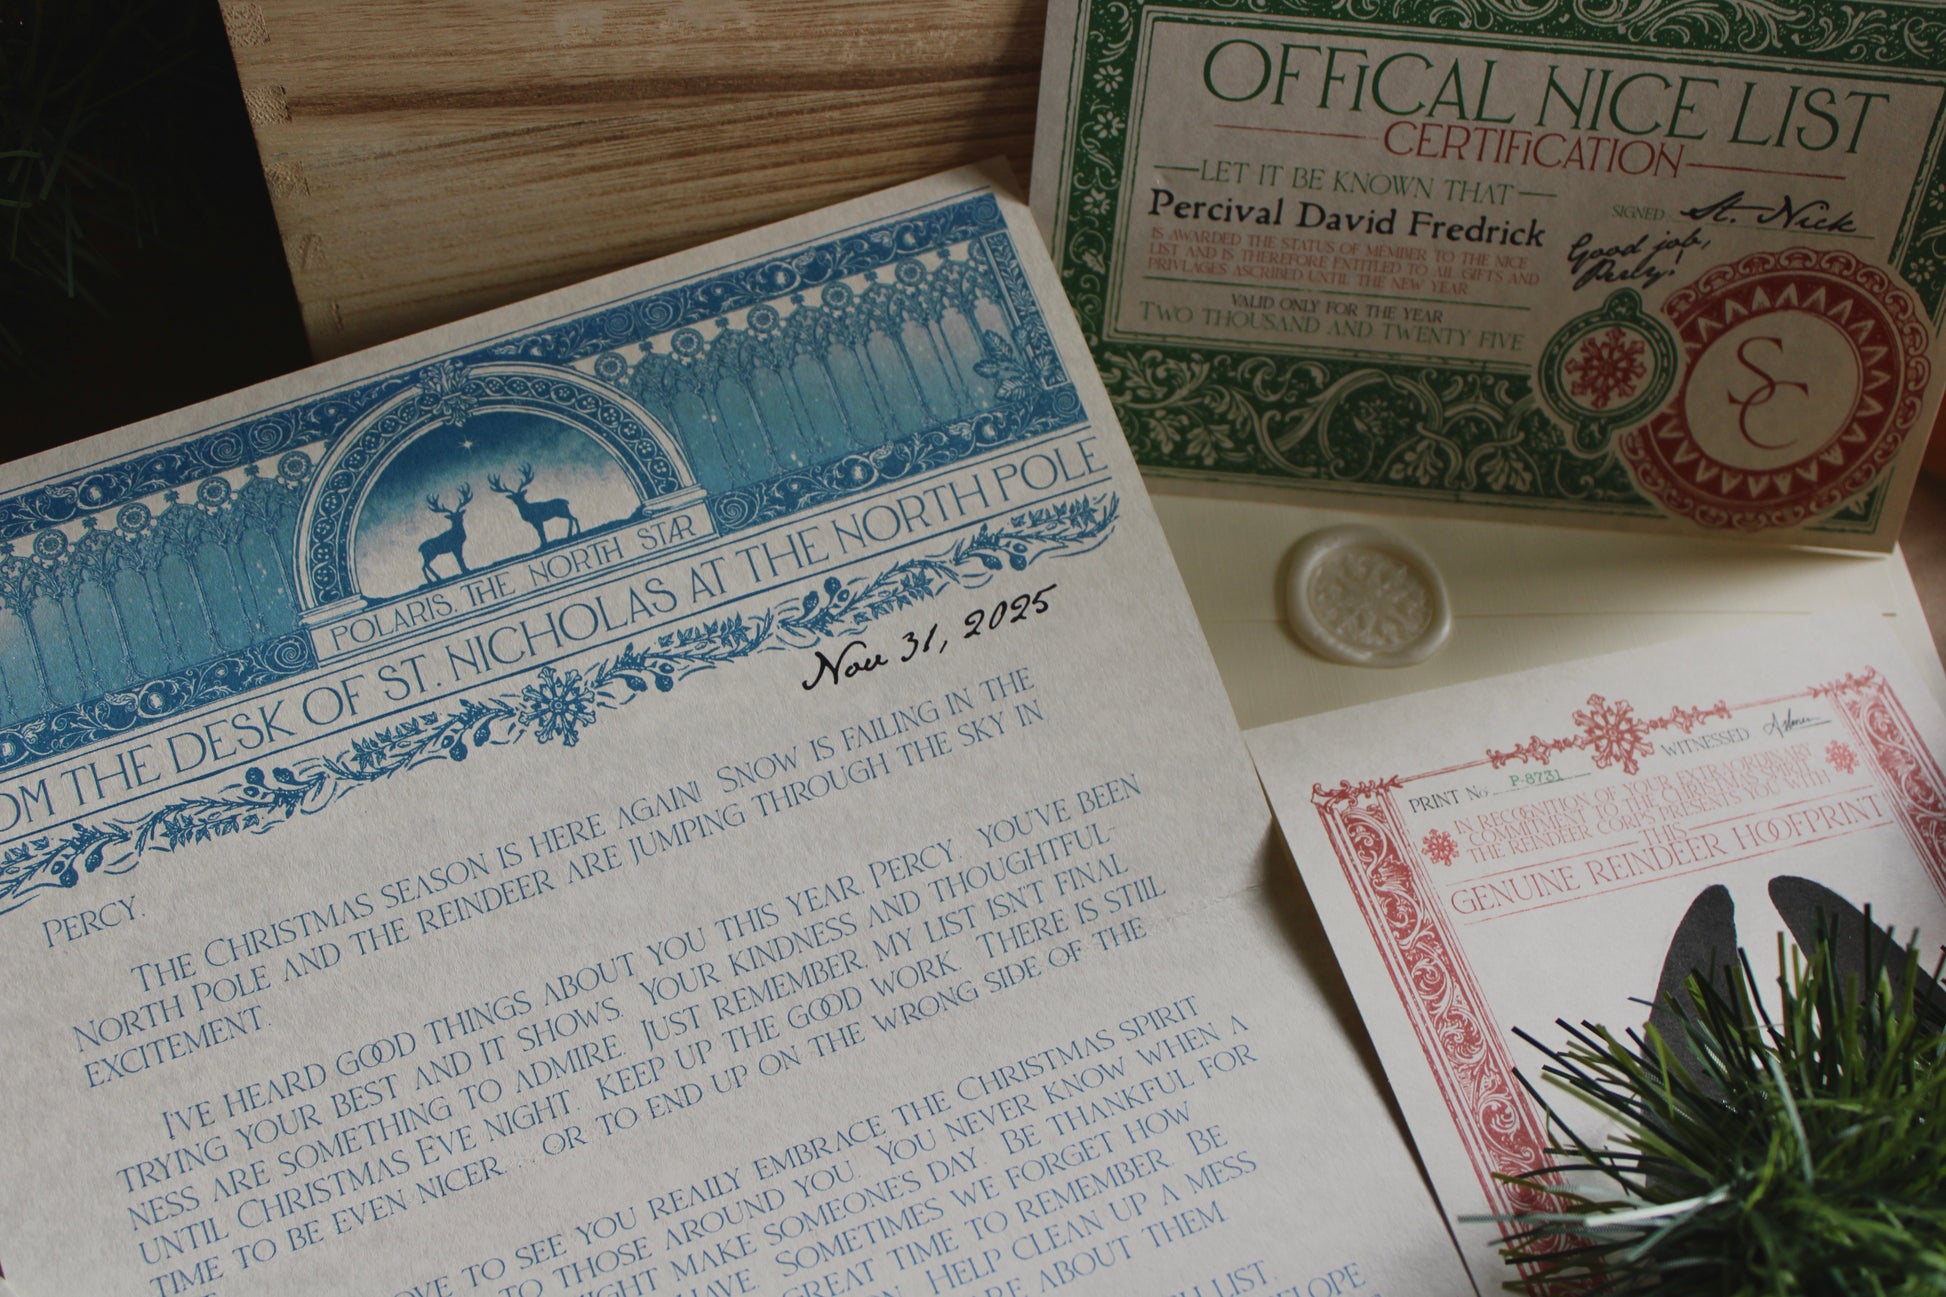 OFFICAL NICE LIST
CERTIFICATION
LET IT BE KNOWN THAT
Percival David Fredrick
IS AWARDED THE STATUS OF MEMBER TO THE NICE
LIST AND IS THEREFORE ENTITLED TO ALL GIFTS AND
PRIVLAGES ASCRIBED UNTIL THE NEW YEAR
VALID ONLY FOR THE YEAR
TWO THOUSAND AND TWENTY FIVE
SIGNED St. Nick
Good job,
Percy!
SC
POLARIS, THE NORTH STAR
OM THE DESK OF ST. NICHOLAS AT THE NORTH POLE
Nov 31, 2025
PERCY,
THE CHRISTMAS SEASON IS HERE AGAIN! SNOW IS FALLING IN THE
NORTH POLE AND THE REINDEER ARE JUMPING THROUGH THE SKY IN
EXCITEMENT.
I'VE HEARD GOOD THINGS ABOUT YOU THIS YEAR, PERCY. YOU'VE BEEN
TRYING YOUR BEST AND IT SHOWS. YOUR KINDNESS AND THOUGHTFUL-
NESS ARE SOMETHING TO ADMIRE. JUST REMEMBER, MY LIST ISN'T FINAL
UNTIL CHRISTMAS EVE NIGHT. KEEP UP THE GOOD WORK. THERE IS STILL
TIME TO BE EVEN NICER. . . OR TO END UP ON THE WRONG SIDE OF THE
OVE TO SEE YOU REALLY EMBRACE THE CHRISTMAS SPIRIT
TO THOSE AROUND YOU. YOU NEVER KNOW WHEN A
IGHT MAKE SOMEONES DAY. BE THANKFUL FOR
HAVE. SOMETIMES WE FORGET HOW
GREAT TIME TO REMEMBER. BE
ON. HELP CLEAN UP A MESS
RE ABOUT THEM
H LIST.
ELOPE
PRINT No. P-8731
WITNESSED
IN RECOGNTION OF YOUR EXTRAORDINARY
COMMITMENT TO THE CHRISTMAS SPIRIT
THE REINDEER CORPS PRESENTS YOU WITH
THIS
GENUINE REINDEER HOOFPRINT